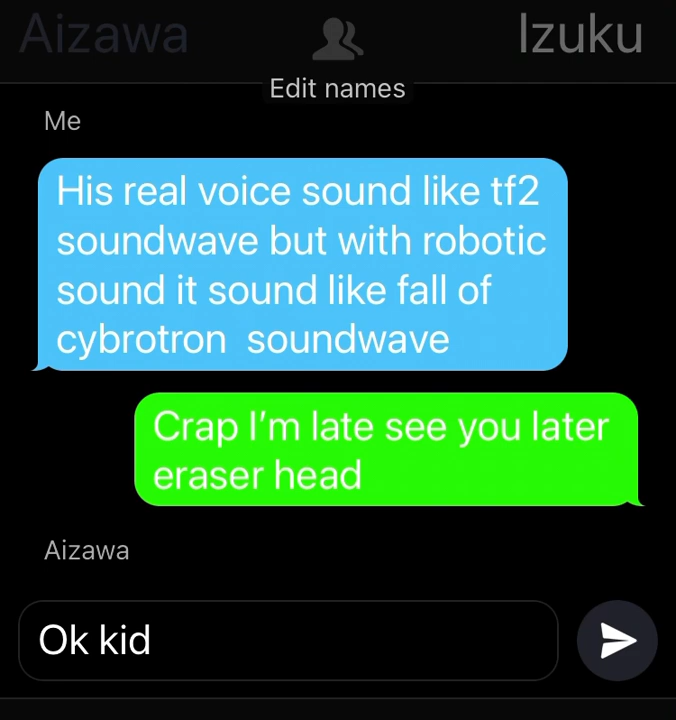 Aizawa
Izuku
Edit names
Me
His real voice sound like tf2
soundwave but with robotic
sound it sound like fall of
cybrotron  soundwave
Crap I’m late see you later
eraser head
Aizawa
Ok kid